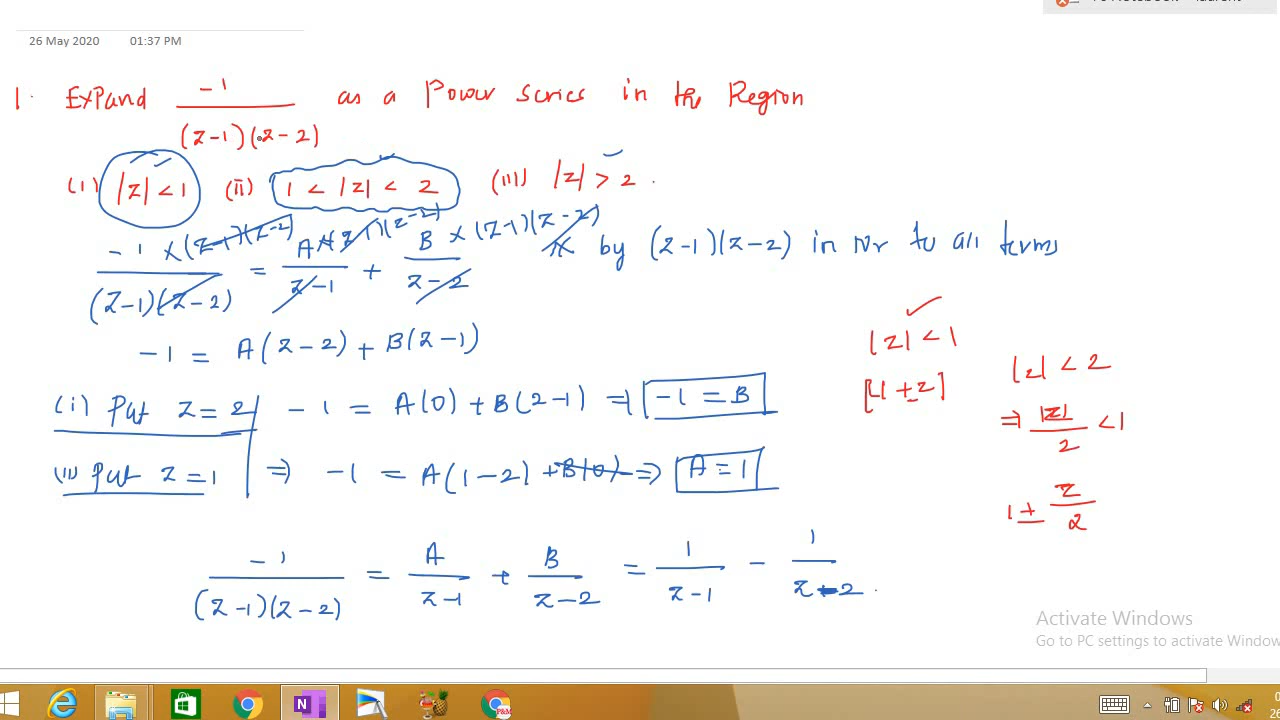 26 May 2020 01:37 PM
1. Expand -1 / (z-1)(z-2) as a Power series in the Region
(i) |z| < 1 (ii) 1 < |z| < 2 (iii) |z| > 2.
-1 × (z-1)(z-2) / (z-1)(z-2) = A × (z-1)(z-2) / z-1 + B × (z-1)(z-2) / z-2 × by (z-1)(z-2) in Nr to all terms
-1 = A(z-2) + B(z-1)
(i) Put z = 2 -1 = A(0) + B(2-1) ⇒ -1 = B
(ii) Put z = 1 ⇒ -1 = A(1-2) + B(0) ⇒ A = 1
-1 / (z-1)(z-2) = A / z-1 + B / z-2 = 1 / z-1 - 1 / z-2.
|z| < 1
[1 + z]
|z| < 2
⇒ |z| / 2 < 1
1 ± z / 2
Activate Windows
Go to PC settings to activate Window